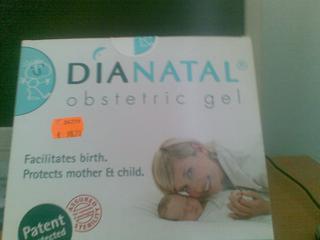 DIANATAL®
obstetric gel
Facilitates birth.
Protects mother & child.
Patent